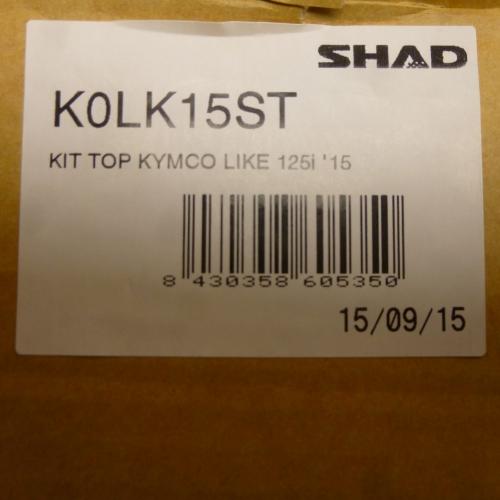 SHAD
K0LK15ST
KIT TOP KYMCO LIKE 125i '15
8 430358 605350
15/09/15